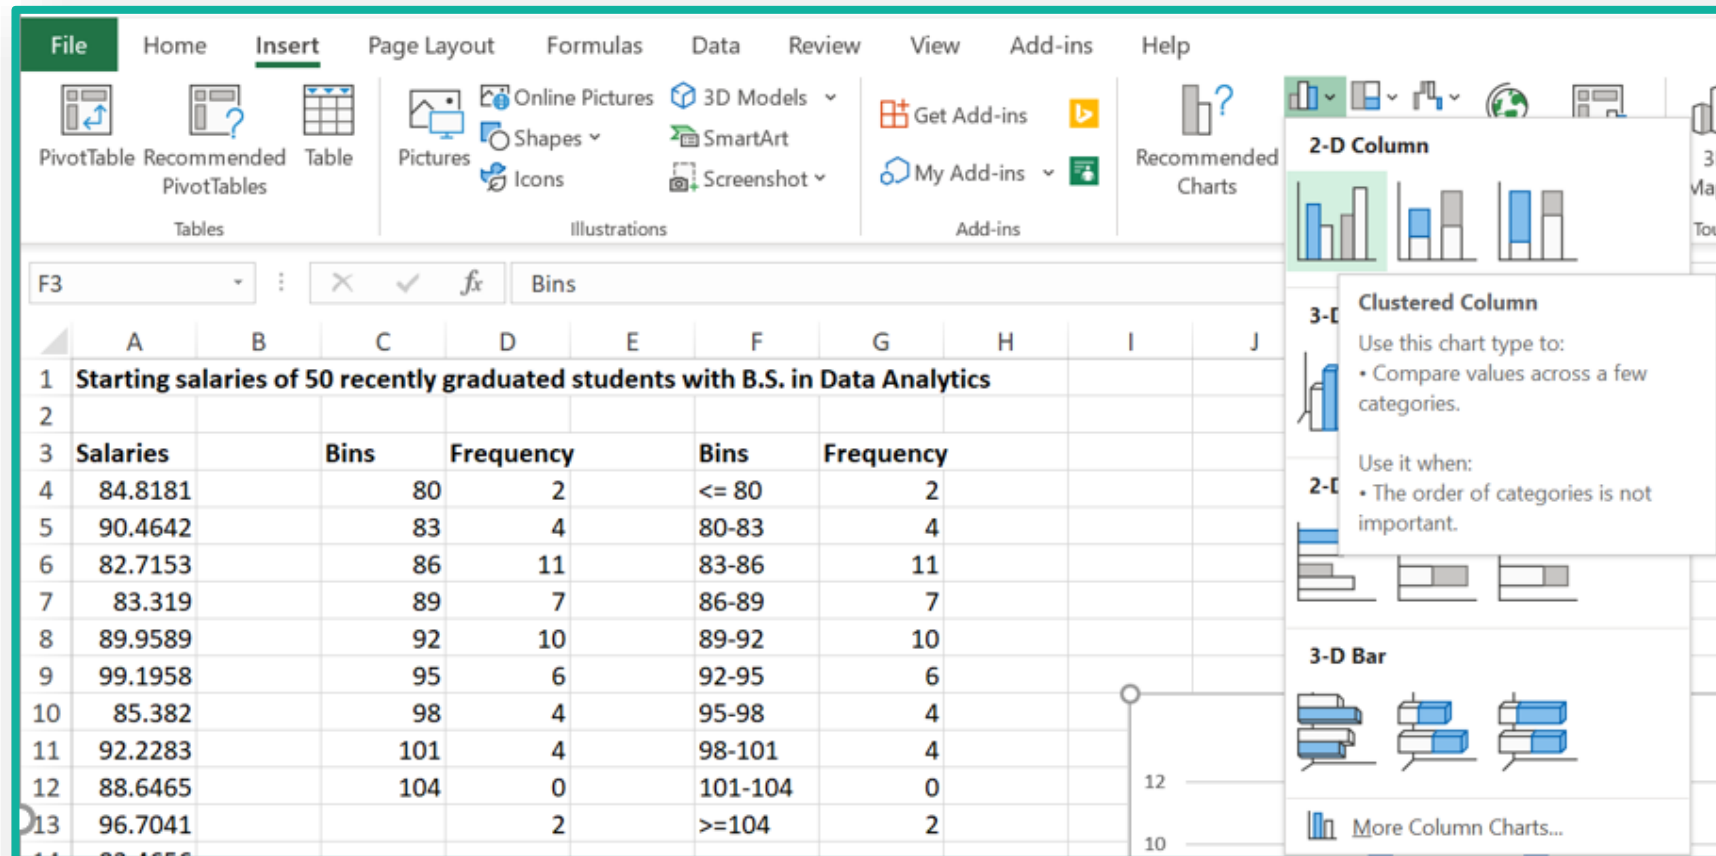 File Home Insert Page Layout Formulas Data Review View Add-ins Help
PivotTable Recommended PivotTables Table
Tables
Pictures
Online Pictures
Shapes
Icons
3D Models
SmartArt
Screenshot
Illustrations
Get Add-ins
My Add-ins
Add-ins
Recommended Charts
2-D Column
Clustered Column
Use this chart type to:
• Compare values across a few
categories.
Use it when:
• The order of categories is not
important.
3-D Bar
More Column Charts...
F3 fx Bins
A B C D E F G H I J
1 Starting salaries of 50 recently graduated students with B.S. in Data Analytics
2
3 Salaries Bins Frequency Bins Frequency
4 84.8181 80 2 <= 80 2
5 90.4642 83 4 80-83 4
6 82.7153 86 11 83-86 11
7 83.319 89 7 86-89 7
8 89.9589 92 10 89-92 10
9 99.1958 95 6 92-95 6
10 85.382 98 4 95-98 4
11 92.2283 101 4 98-101 4
12 88.6465 104 0 101-104 0
13 96.7041 2 >=104 2
12
10